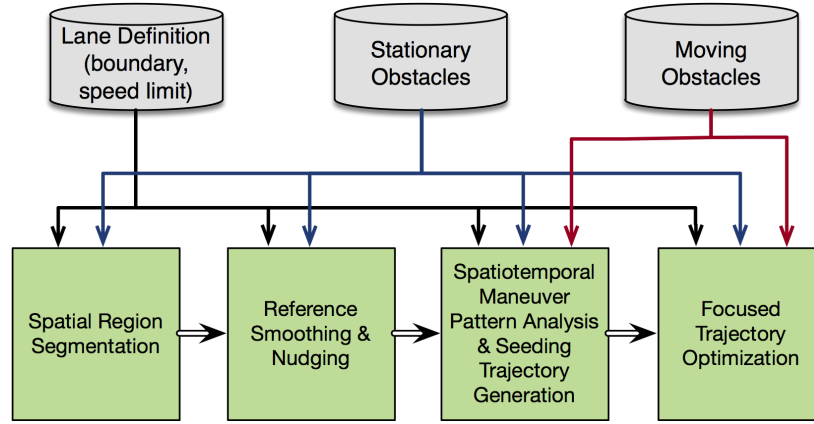 Lane Definition
(boundary,
speed limit)
Stationary
Obstacles
Moving
Obstacles
Spatial Region
Segmentation
Reference
Smoothing &
Nudging
Spatiotemporal
Maneuver
Pattern Analysis
& Seeding
Trajectory
Generation
Focused
Trajectory
Optimization